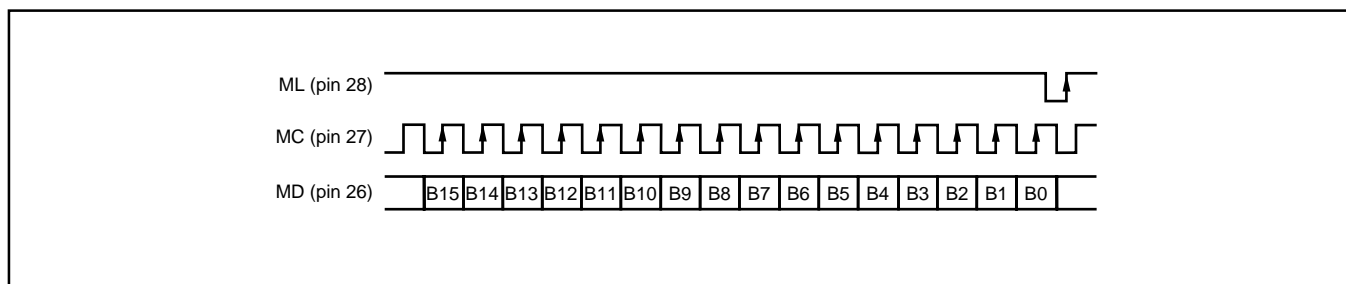 ML (pin 28)
MC (pin 27)
MD (pin 26)
B15 B14 B13 B12 B11 B10 B9 B8 B7 B6 B5 B4 B3 B2 B1 B0